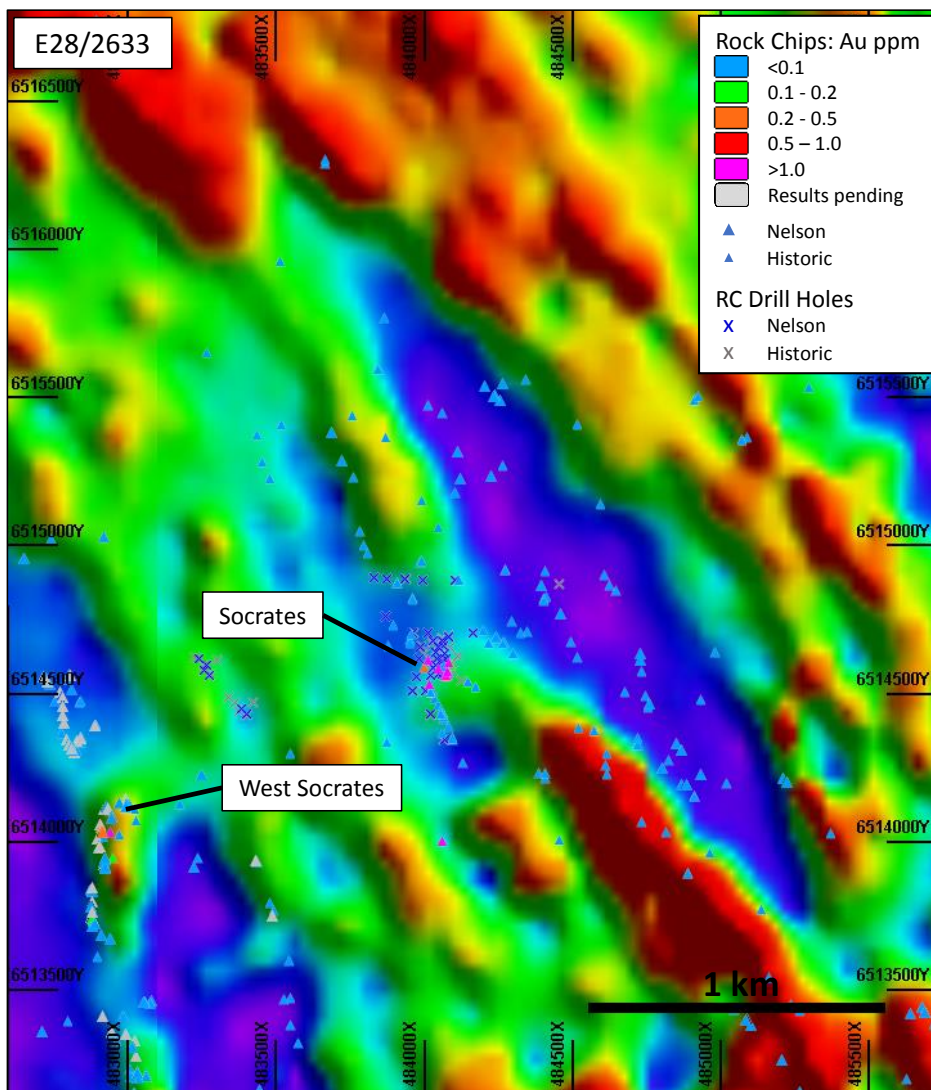 E28/2633
483500X
484000X
484500X
Rock Chips: Au ppm
<0.1
0.1 - 0.2
0.2 - 0.5
0.5 – 1.0
>1.0
Results pending
Nelson
Historic
RC Drill Holes
Nelson
Historic
6516500Y
6516000Y
6515500Y
6515500Y
6515000Y
6515000Y
Socrates
6514500Y
6514500Y
West Socrates
6514000Y
6514000Y
6513500Y
6513500Y
1 km
483000X
483500X
484000X
484500X
485000X
485500X